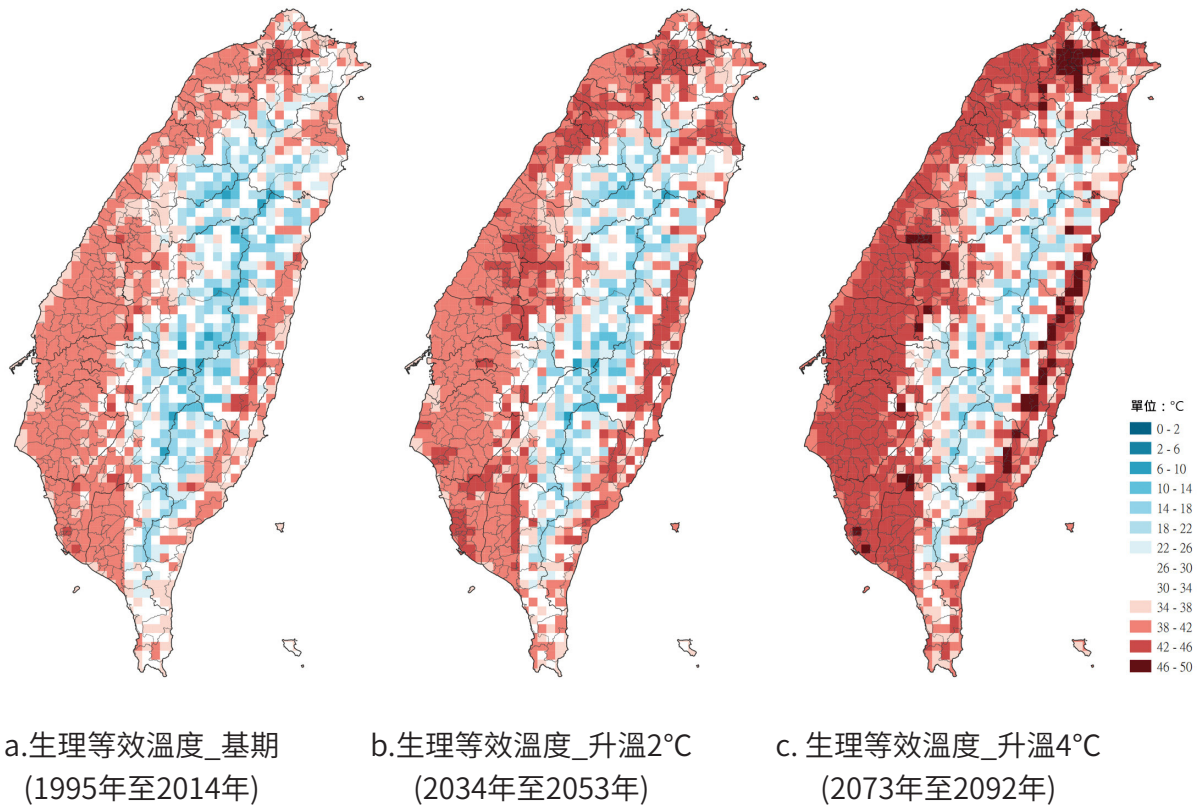 單位：°C
0 - 2
2 - 6
6 - 10
10 - 14
14 - 18
18 - 22
22 - 26
26 - 30
30 - 34
34 - 38
38 - 42
42 - 46
46 - 50
a.生理等效溫度_基期
(1995年至2014年)
b.生理等效溫度_升溫2°C
(2034年至2053年)
c. 生理等效溫度_升溫4°C
(2073年至2092年)